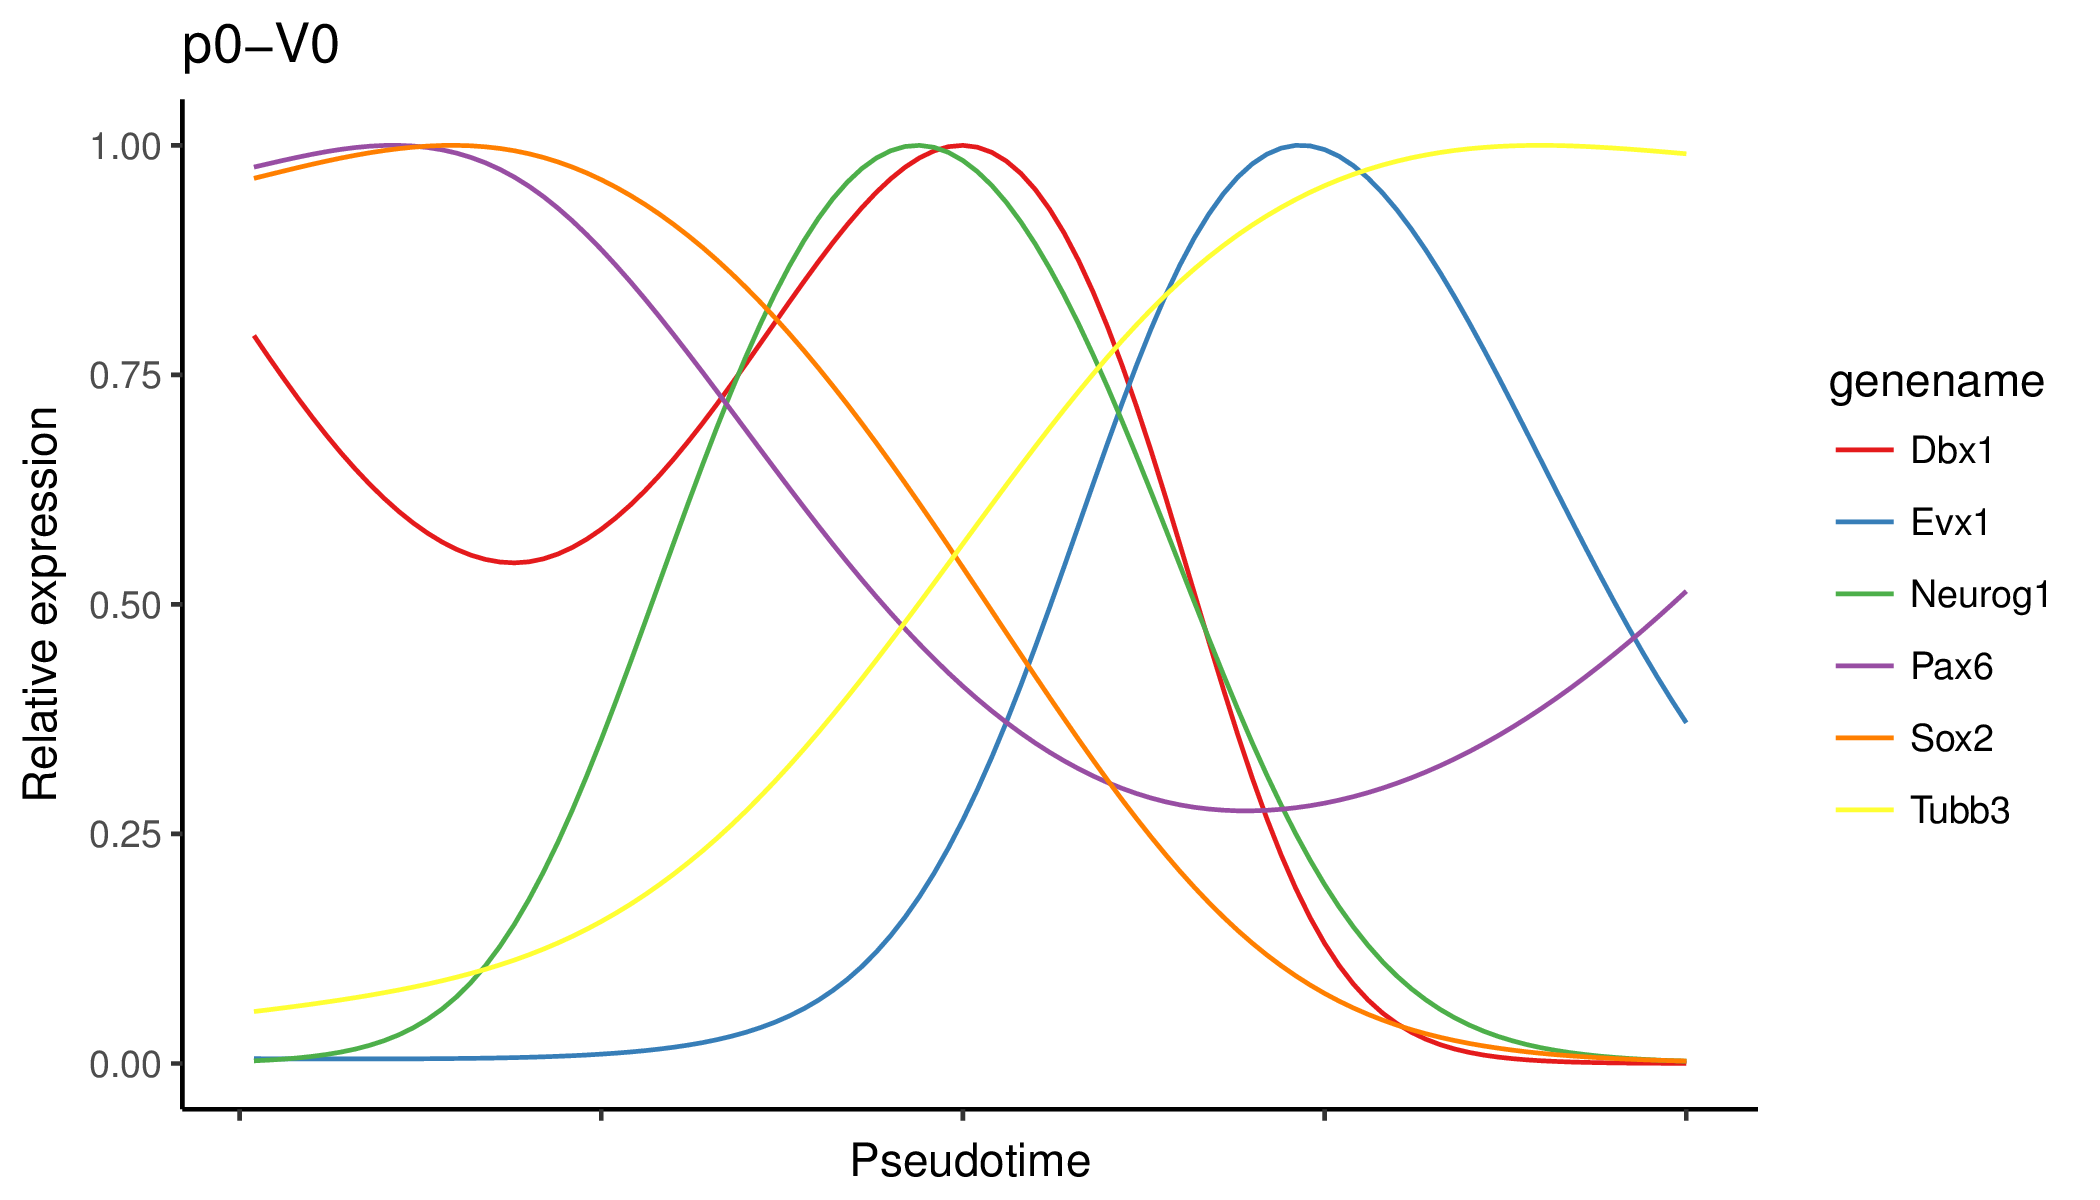 p0–V0
Relative expression
1.00
0.75
0.50
0.25
0.00
Pseudotime
genename
Dbx1
Evx1
Neurog1
Pax6
Sox2
Tubb3